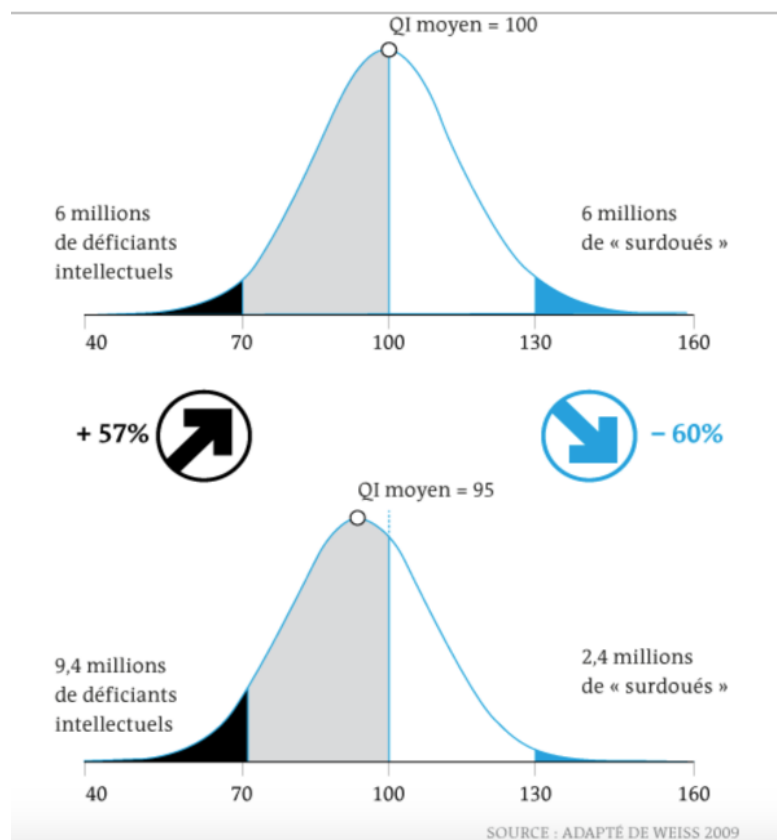 QI moyen = 100
6 millions
de déficiants
intellectuels
6 millions
de « surdoués »
40 70 100 130 160
+ 57%
– 60%
QI moyen = 95
9,4 millions
de déficiants
intellectuels
2,4 millions
de « surdoués »
40 70 100 130 160
SOURCE : ADAPTÉ DE WEISS 2009